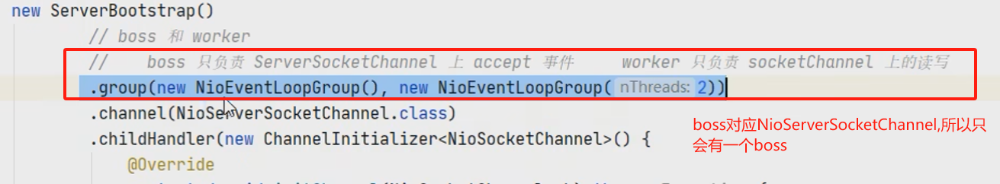 new ServerBootstrap()
// boss 和 worker
// boss 只负责 ServerSocketChannel 上 accept 事件 worker 只负责 socketChannel 上的读写
.group(new NioEventLoopGroup(), new NioEventLoopGroup( nThreads: 2))
.channel(NioServerSocketChannel.class)
.childHandler(new ChannelInitializer<NioSocketChannel>() {
boss对应NioServerSocketChannel,所以只
会有一个boss
@Override